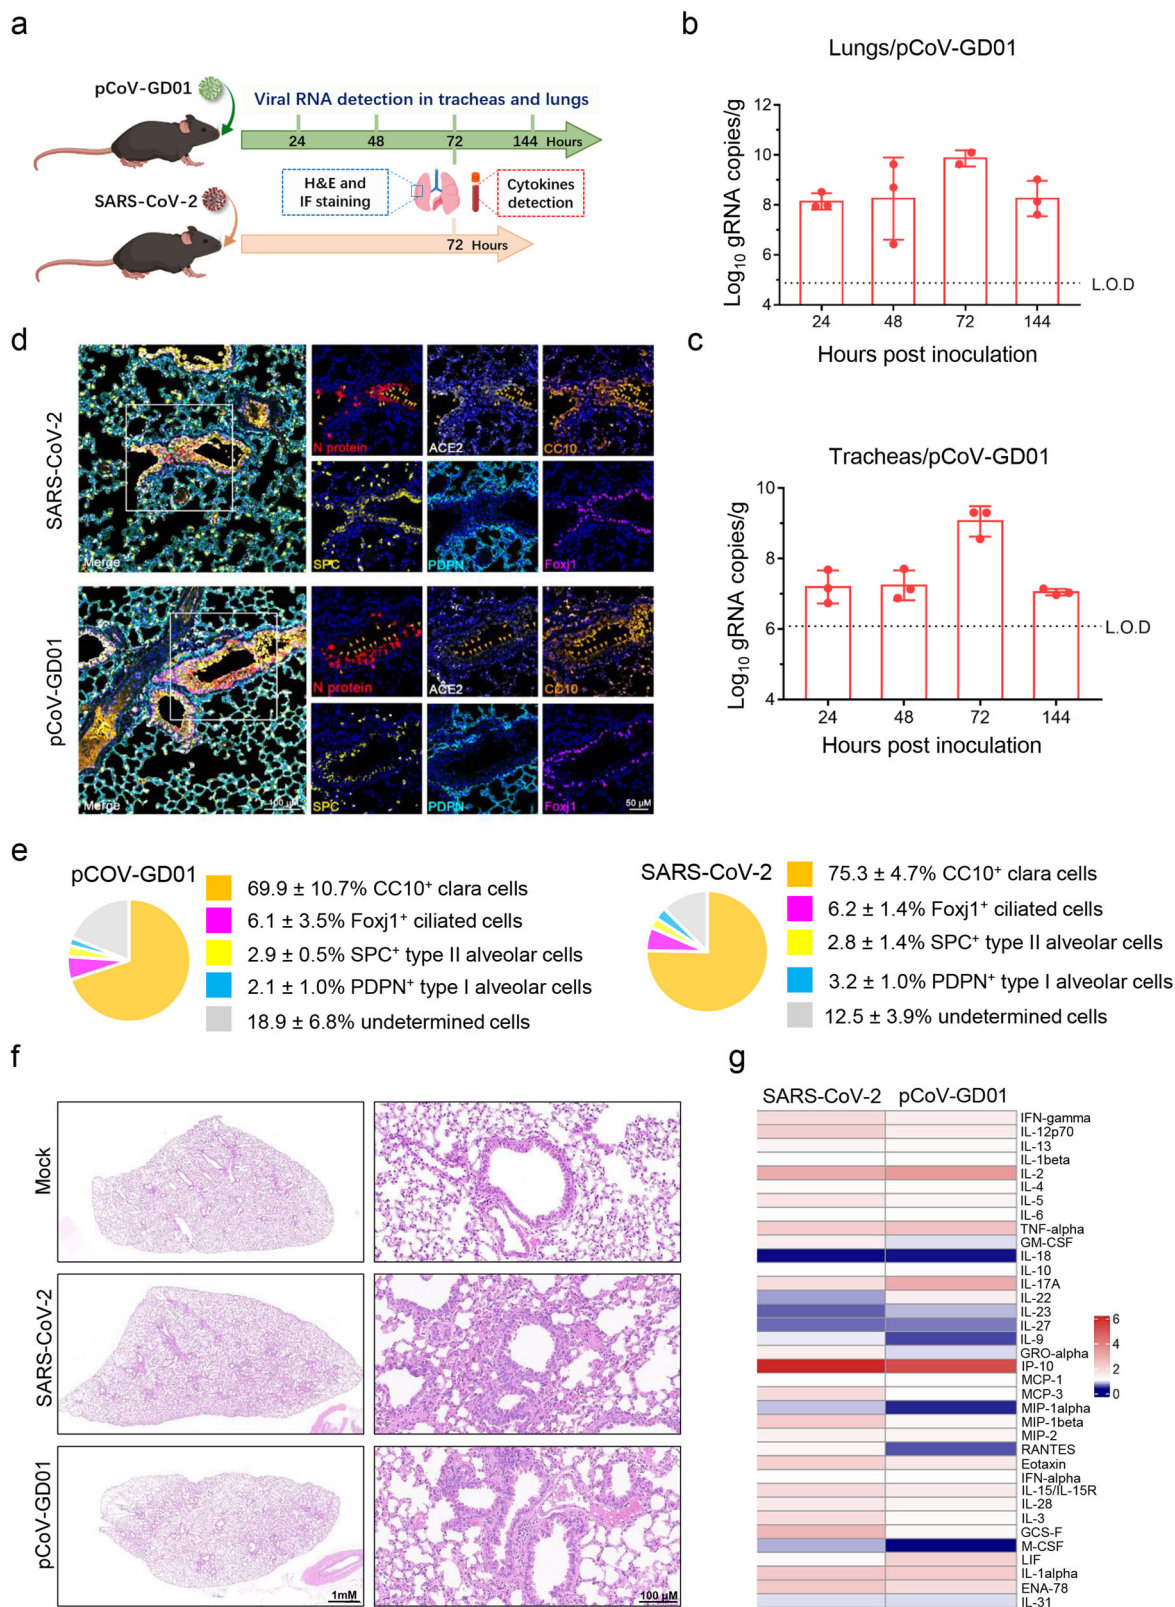 a
pCoV-GD01
Viral RNA detection in tracheas and lungs
24 48 72 144 Hours
H&E and
IF staining
Cytokines
detection
SARS-CoV-2
72 Hours
b
Lungs/pCoV-GD01
Log10 gRNA copies/g
12
10
8
6
4
L.O.D
24 48 72 144
Hours post inoculation
c
Tracheas/pCoV-GD01
Log10 gRNA copies/g
10
8
6
4
L.O.D
24 48 72 144
Hours post inoculation
d
SARS-CoV-2
Merge
N protein
ACE2
CC10
SPC
PDPN
Foxj1
pCoV-GD01
Merge
100 μM
N protein
ACE2
CC10
SPC
PDPN
Foxj1
50 μM
e
pCOV-GD01
69.9 ± 10.7% CC10+ clara cells
6.1 ± 3.5% Foxj1+ ciliated cells
2.9 ± 0.5% SPC+ type II alveolar cells
2.1 ± 1.0% PDPN+ type I alveolar cells
18.9 ± 6.8% undetermined cells
SARS-CoV-2
75.3 ± 4.7% CC10+ clara cells
6.2 ± 1.4% Foxj1+ ciliated cells
2.8 ± 1.4% SPC+ type II alveolar cells
3.2 ± 1.0% PDPN+ type I alveolar cells
12.5 ± 3.9% undetermined cells
f
Mock
SARS-CoV-2
pCoV-GD01
1mM
100 μM
g
SARS-CoV-2 pCoV-GD01
IFN-gamma
IL-12p70
IL-13
IL-1beta
IL-2
IL-4
IL-5
IL-6
TNF-alpha
GM-CSF
IL-18
IL-10
IL-17A
IL-22
IL-23
IL-27
IL-9
GRO-alpha
IP-10
MCP-1
MCP-3
MIP-1alpha
MIP-1beta
MIP-2
RANTES
Eotaxin
IFN-alpha
IL-15/IL-15R
IL-28
IL-3
GCS-F
M-CSF
LIF
IL-1alpha
ENA-78
IL-31
6
4
2
0